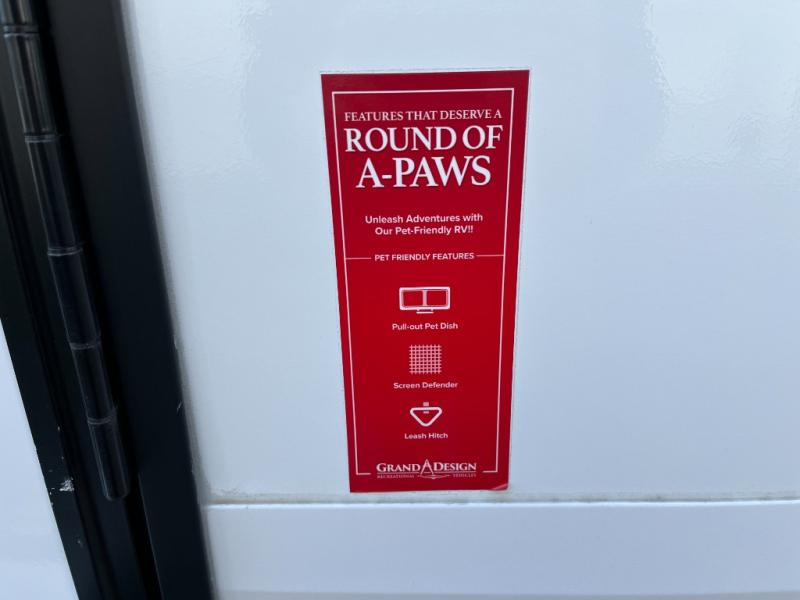 FEATURES THAT DESERVE A
ROUND OF
A-PAWS
Unleash Adventures with
Our Pet-Friendly RV!!
PET FRIENDLY FEATURES
Pull-out Pet Dish
Screen Defender
Leash Hitch
GRAND DESIGN
RECREATIONAL VEHICLES